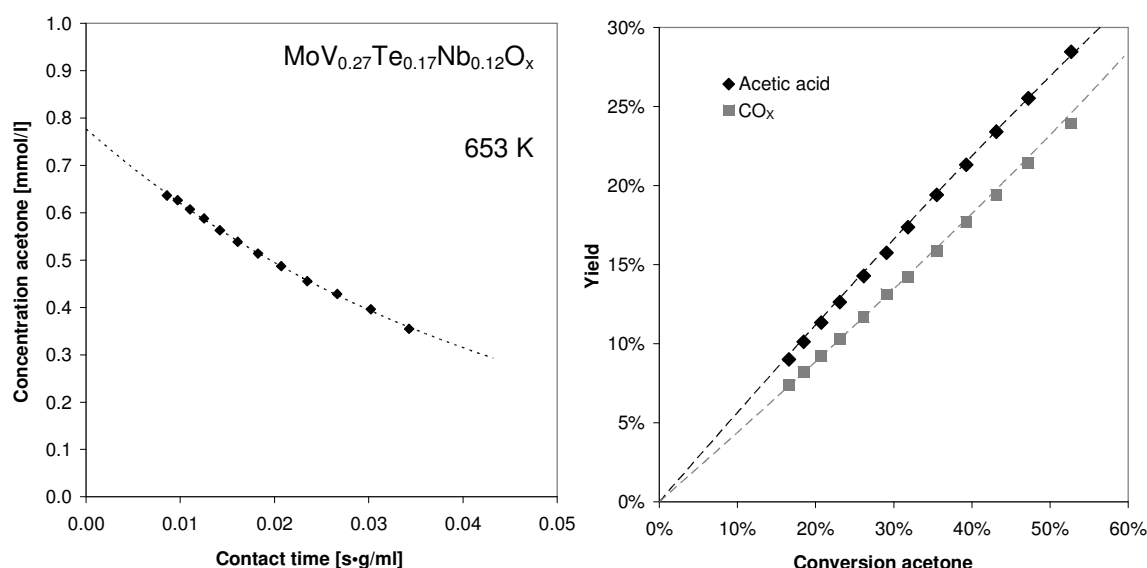 MoV₀.₂₇Te₀.₁₇Nb₀.₁₂Oₓ
653 K
Concentration acetone [mmol/l]
1.0
0.9
0.8
0.7
0.6
0.5
0.4
0.3
0.2
0.1
0.0
0.00 0.01 0.02 0.03 0.04 0.05
Contact time [s•g/ml]
Acetic acid
COₓ
Yield
30%
25%
20%
15%
10%
5%
0%
0% 10% 20% 30% 40% 50% 60%
Conversion acetone